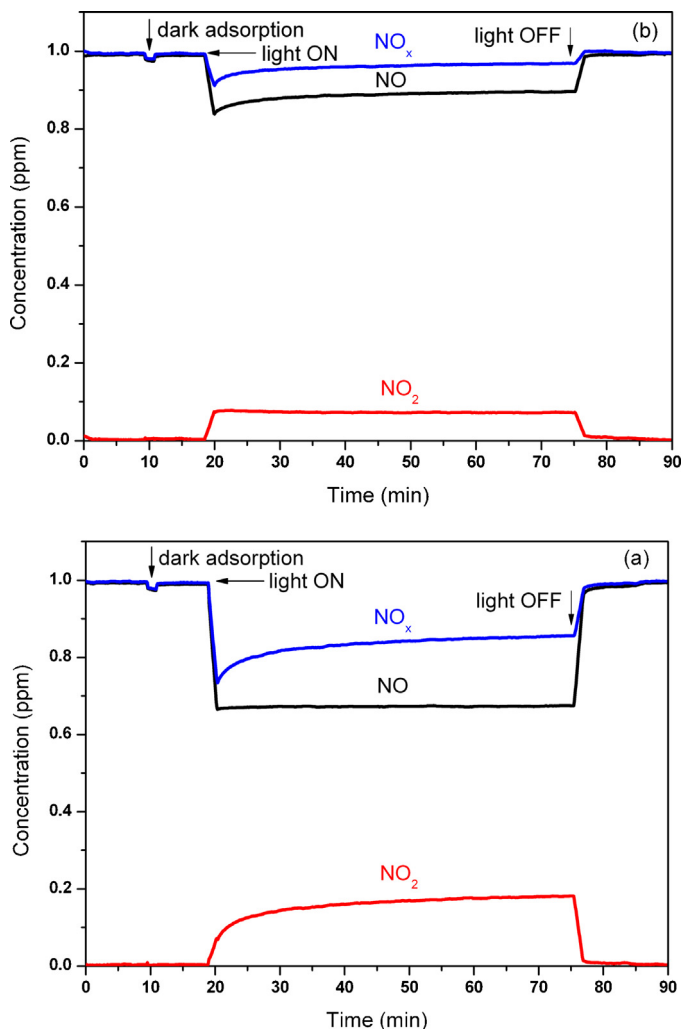 (b)
dark adsorption
light ON
NOx
light OFF
NO
NO2
Concentration (ppm)
1.0
0.8
0.6
0.4
0.2
0.0
0 10 20 30 40 50 60 70 75 80 90
Time (min)
(a)
dark adsorption
light ON
NOx
light OFF
NO
NO2
Concentration (ppm)
1.0
0.8
0.6
0.4
0.2
0.0
0 10 20 30 40 50 60 70 75 80 90
Time (min)